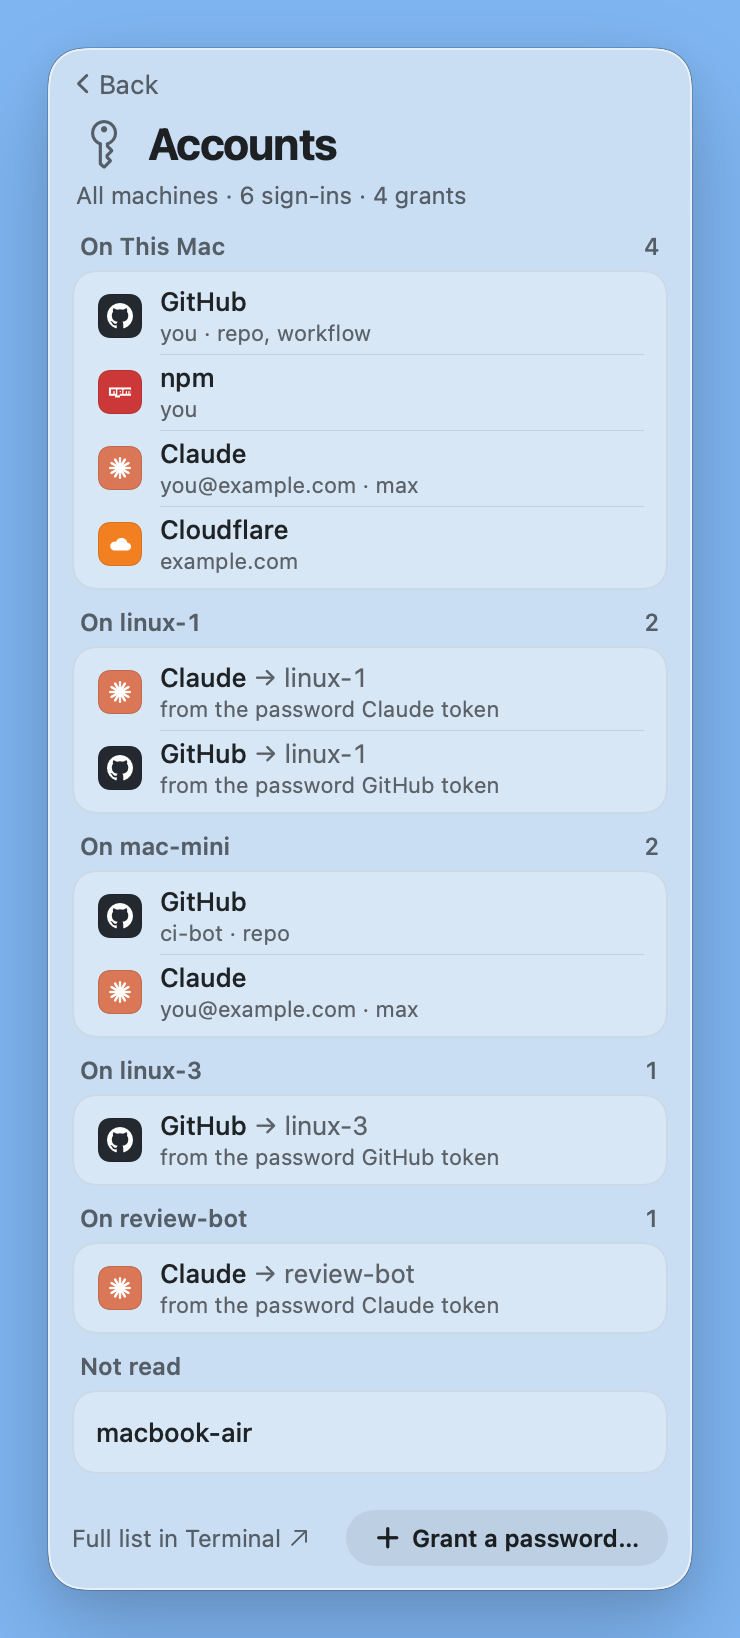 Back
Accounts
All machines · 6 sign-ins · 4 grants
On This Mac 4
GitHub
you · repo, workflow
npm
npm
you
Claude
you@example.com · max
Cloudflare
example.com
On linux-1 2
Claude → linux-1
from the password Claude token
GitHub → linux-1
from the password GitHub token
On mac-mini 2
GitHub
ci-bot · repo
Claude
you@example.com · max
On linux-3 1
GitHub → linux-3
from the password GitHub token
On review-bot 1
Claude → review-bot
from the password Claude token
Not read
macbook-air
Full list in Terminal ↗ + Grant a password...